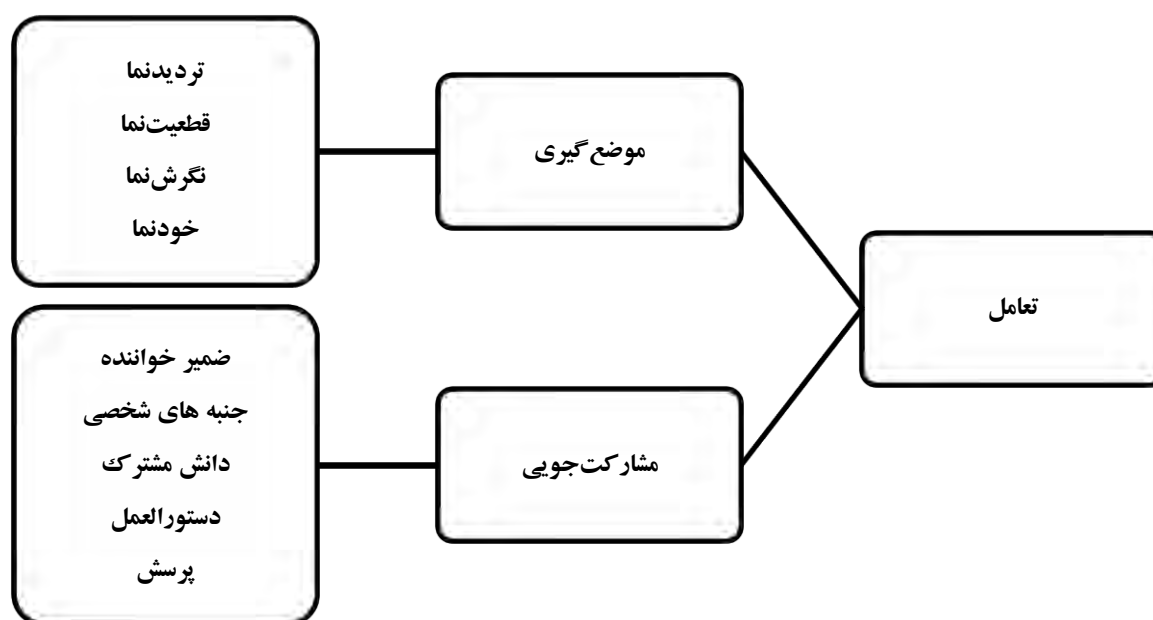 تعامل
موضع‌گیری
تردیدنما
قطعیت‌نما
نگرش‌نما
خودنما
مشارکت‌جویی
ضمیر خواننده
جنبه های شخصی
دانش مشترک
دستورالعمل
پرسش